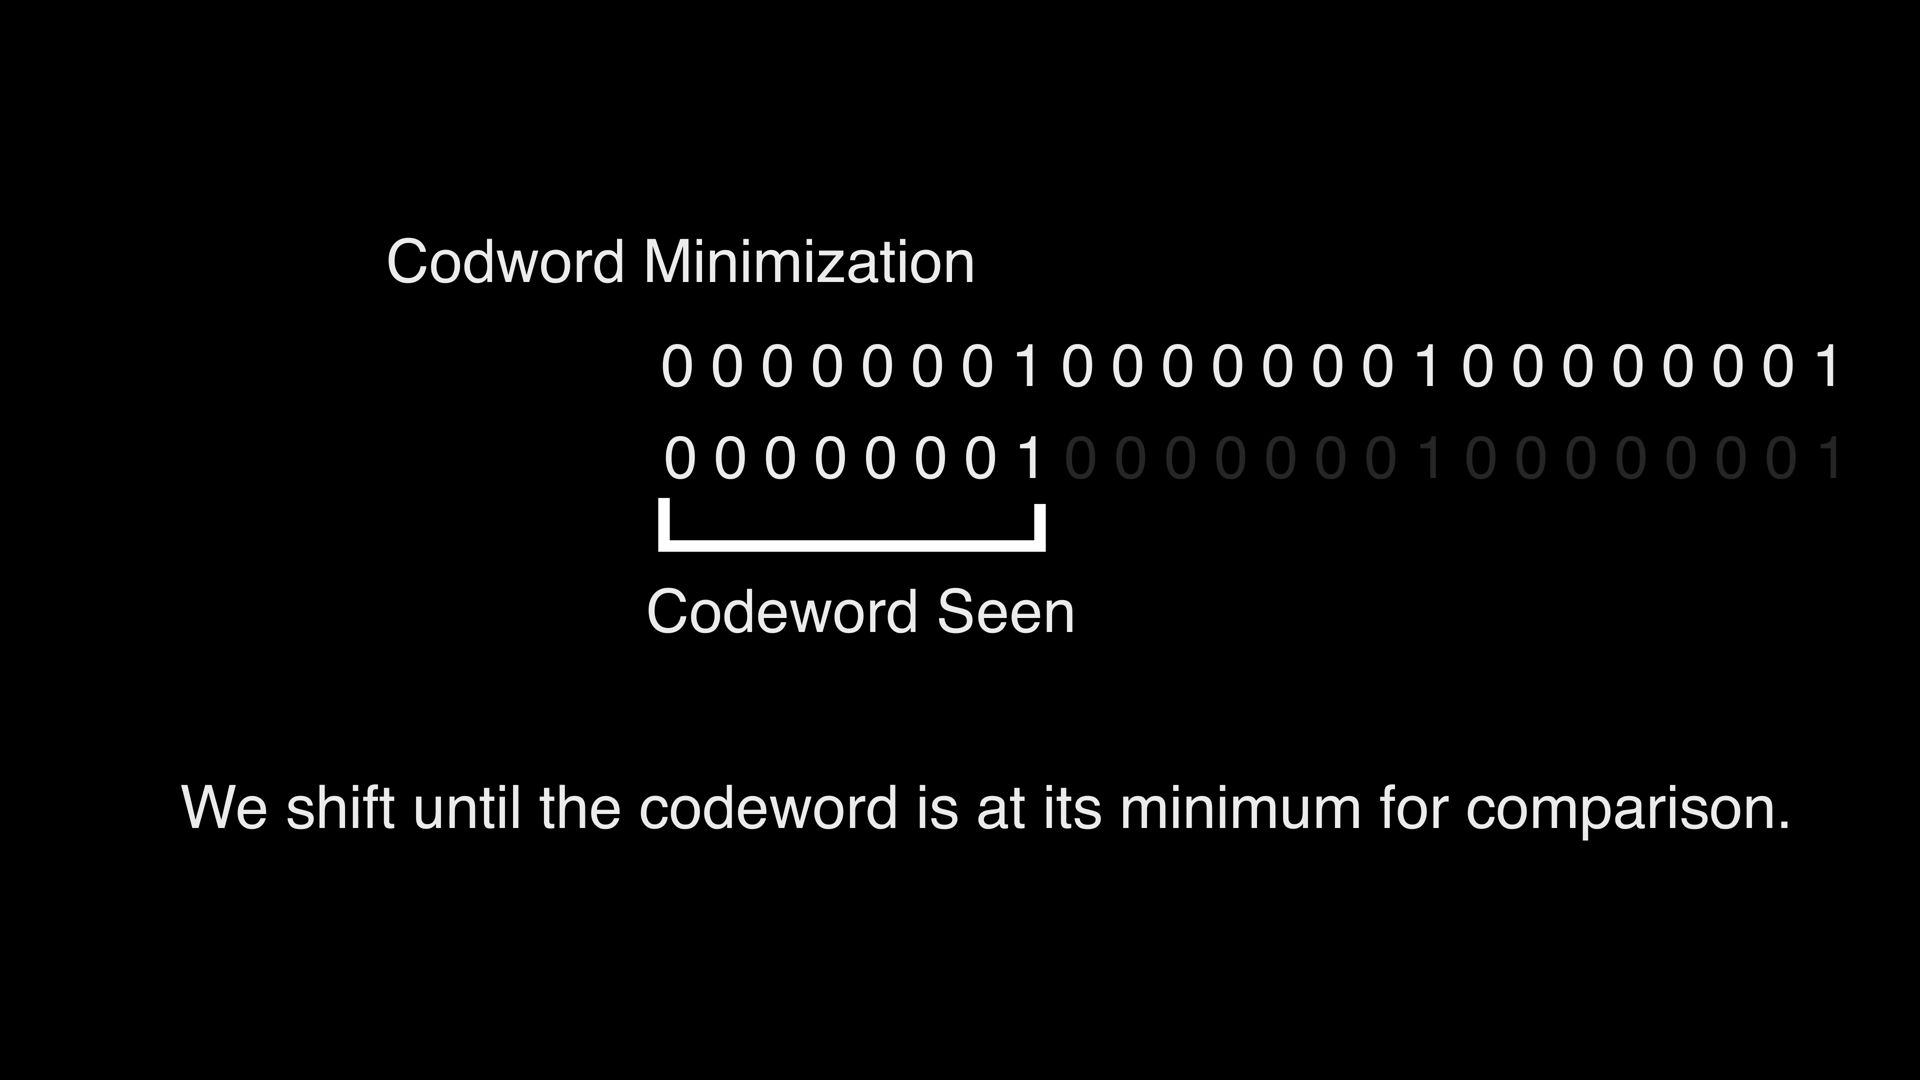 Codword Minimization
0 0 0 0 0 0 0 1 0 0 0 0 0 0 0 1 0 0 0 0 0 0 0 1
0 0 0 0 0 0 0 1 0 0 0 0 0 0 0 1 0 0 0 0 0 0 0 1
Codeword Seen
We shift until the codeword is at its minimum for comparison.